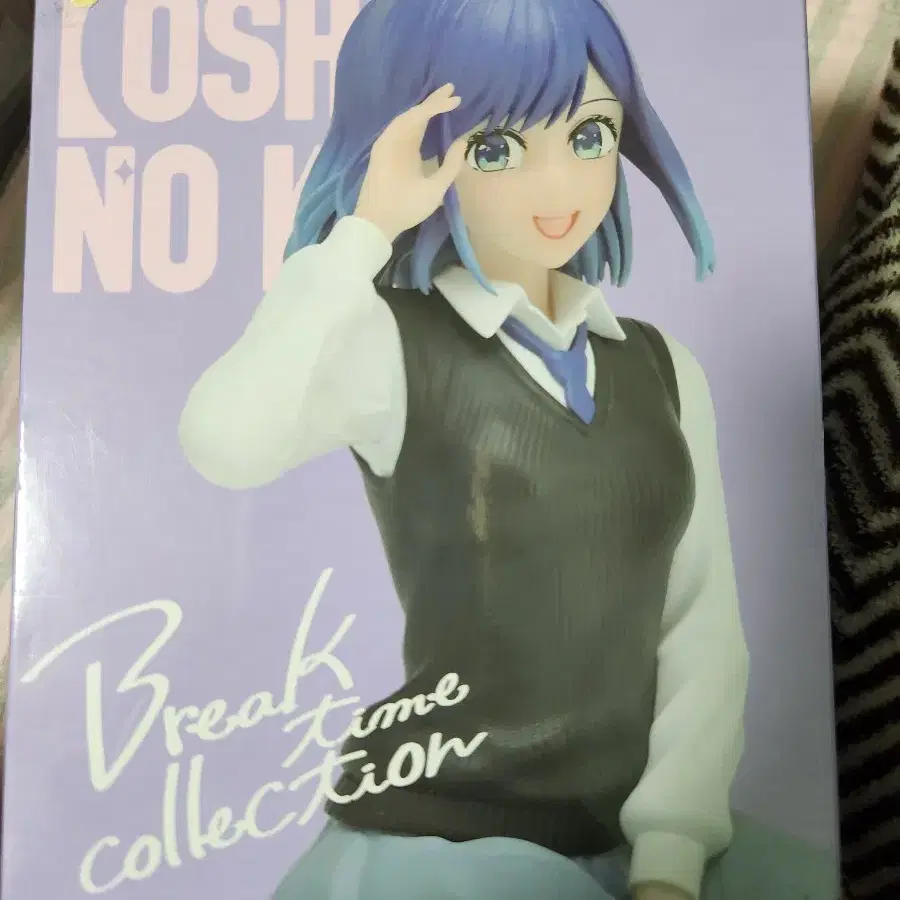 【OSH
NO K
Break
time
collection